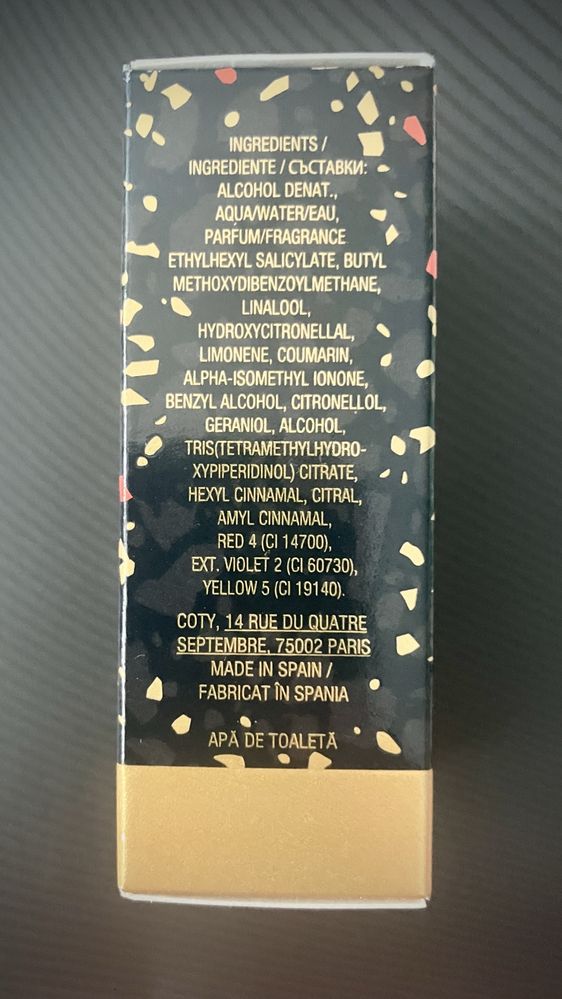 INGREDIENTS /
INGREDIENTE / СЪСТАВКИ:
ALCOHOL DENAT.,
AQUA/WATER/EAU,
PARFUM/FRAGRANCE
ETHYLHEXYL SALICYLATE, BUTYL
METHOXYDIBENZOYLMETHANE,
LINALOOL,
HYDROXYCITRONELLAL,
LIMONENE, COUMARIN,
ALPHA-ISOMETHYL IONONE,
BENZYL ALCOHOL, CITRONELLOL,
GERANIOL, ALCOHOL,
TRIS(TETRAMETHYLHYDRO-
XYPIPERIDINOL) CITRATE,
HEXYL CINNAMAL, CITRAL,
AMYL CINNAMAL,
RED 4 (CI 14700),
EXT. VIOLET 2 (CI 60730),
YELLOW 5 (CI 19140).
COTY, 14 RUE DU QUATRE
SEPTEMBRE, 75002 PARIS
MADE IN SPAIN /
FABRICAT ÎN SPANIA
APĂ DE TOALETĂ